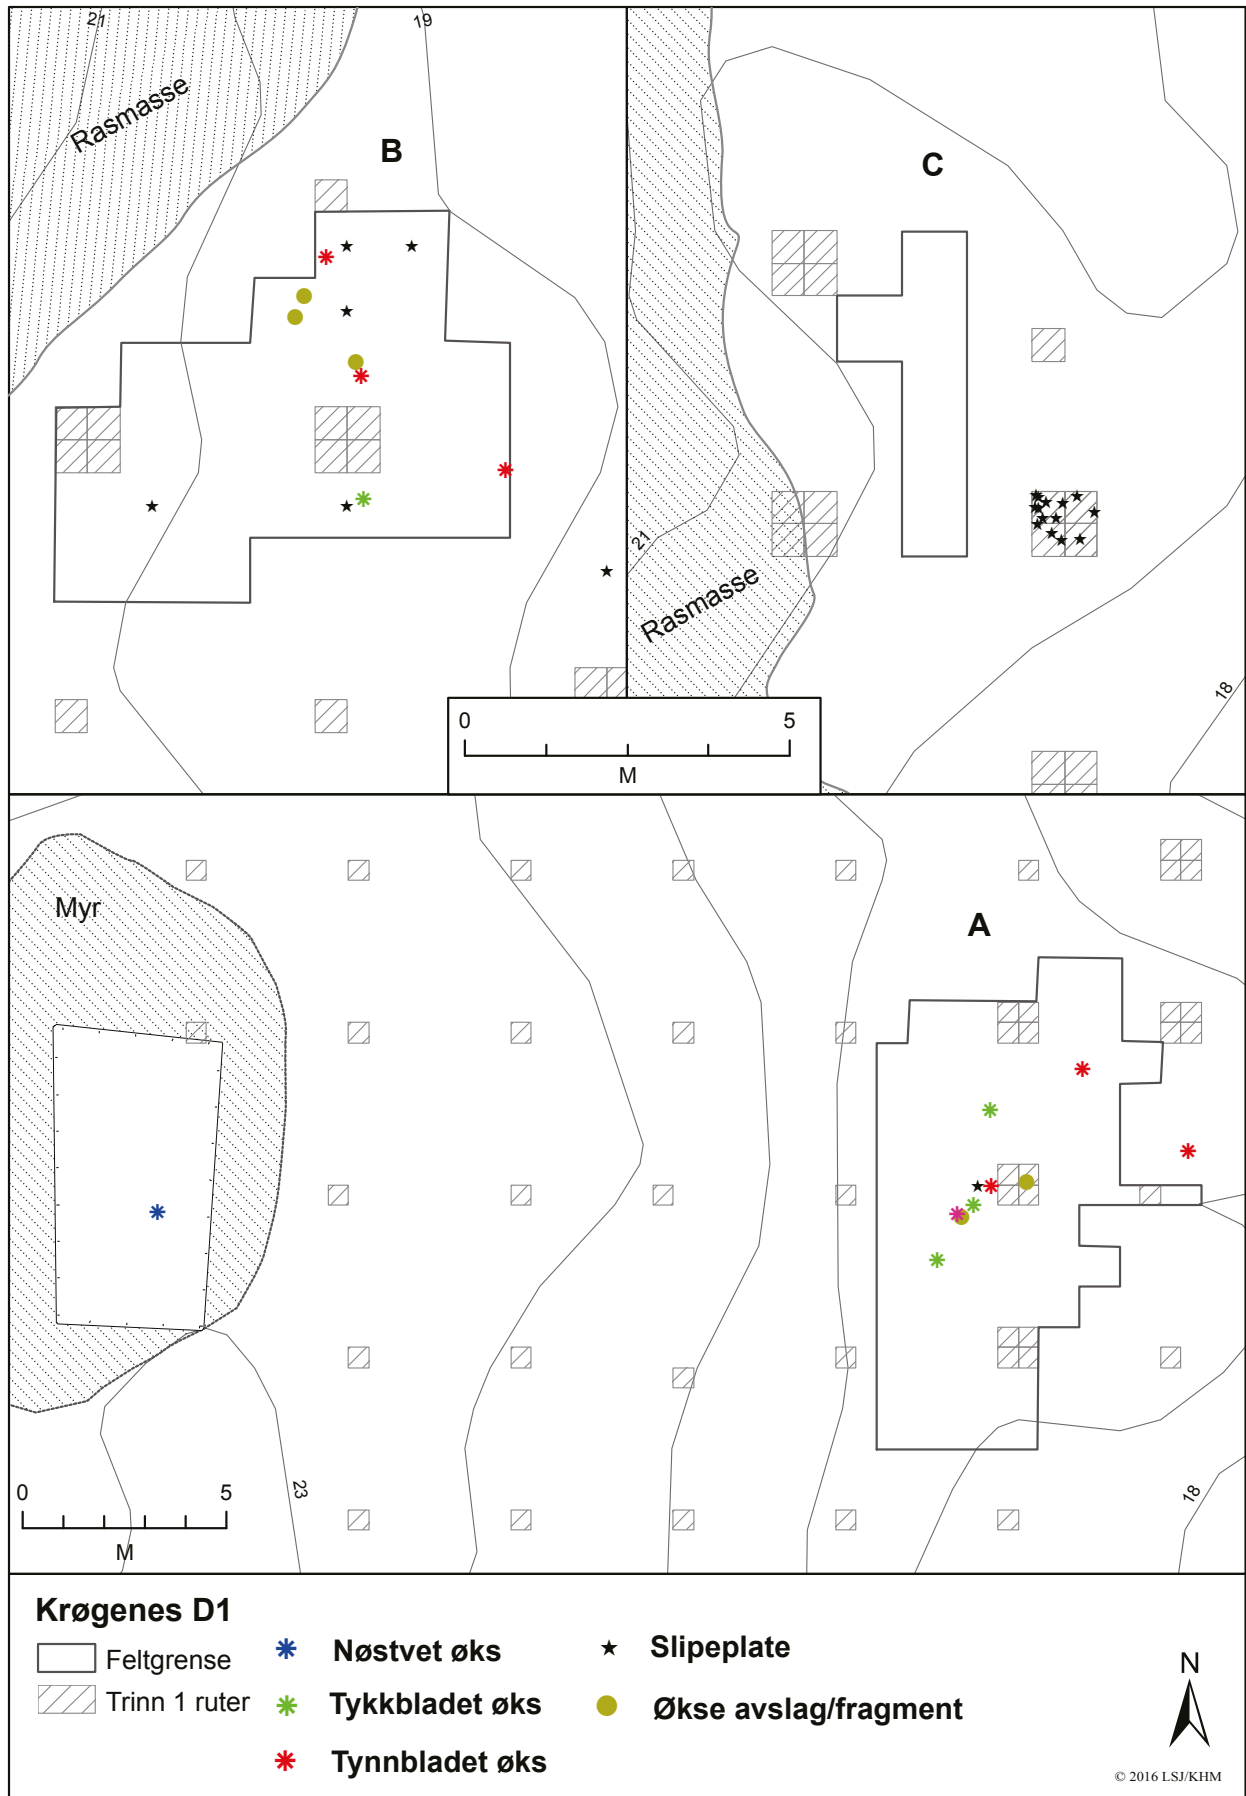 21
19
Rasmasse
B
C
21
Rasmasse
18
0 5
M
Myr
A
0 5
M
23
18
Krøgenes D1
Feltgrense
Trinn 1 ruter
Nøstvet øks
Tykkbladet øks
Tynnbladet øks
Slipeplate
Økse avslag/fragment
N
© 2016 LSJ/KHM